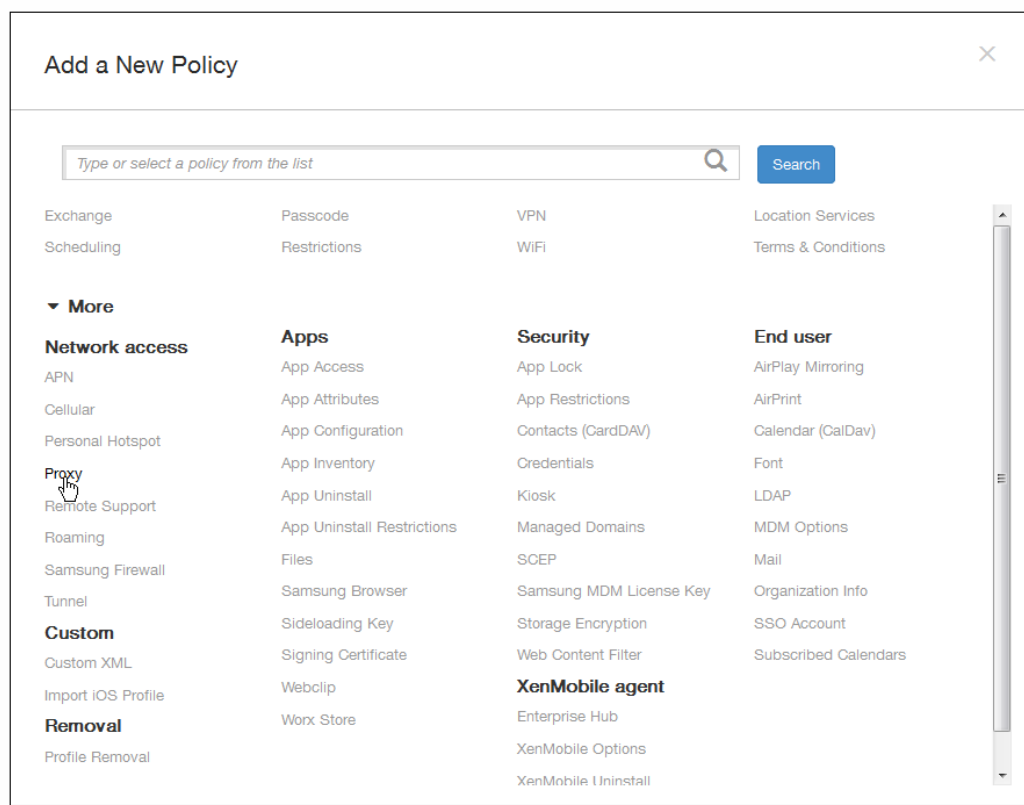 Add a New Policy
Type or select a policy from the list
Search
Exchange
Passcode
VPN
Location Services
Scheduling
Restrictions
WiFi
Terms & Conditions
More
Network access
APN
Cellular
Personal Hotspot
Proxy
Remote Support
Roaming
Samsung Firewall
Tunnel
Custom
Custom XML
Import iOS Profile
Removal
Profile Removal
Apps
App Access
App Attributes
App Configuration
App Inventory
App Uninstall
App Uninstall Restrictions
Files
Samsung Browser
Sideloading Key
Signing Certificate
Webclip
Worx Store
Security
App Lock
App Restrictions
Contacts (CardDAV)
Credentials
Kiosk
Managed Domains
SCEP
Samsung MDM License Key
Storage Encryption
Web Content Filter
XenMobile agent
Enterprise Hub
XenMobile Options
XenMobile Uninstall
End user
AirPlay Mirroring
AirPrint
Calendar (CalDav)
Font
LDAP
MDM Options
Mail
Organization Info
SSO Account
Subscribed Calendars